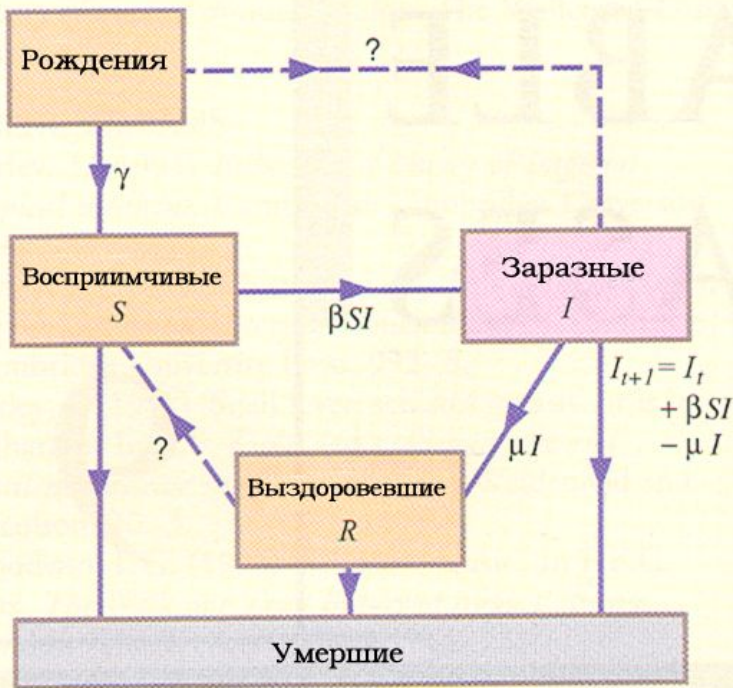 Рождения
?
γ
Восприимчивые
S
βSI
Заразные
I
I_{t+1} = I_t
+ βSI
− μI
?
μI
Выздоровевшие
R
Умершие